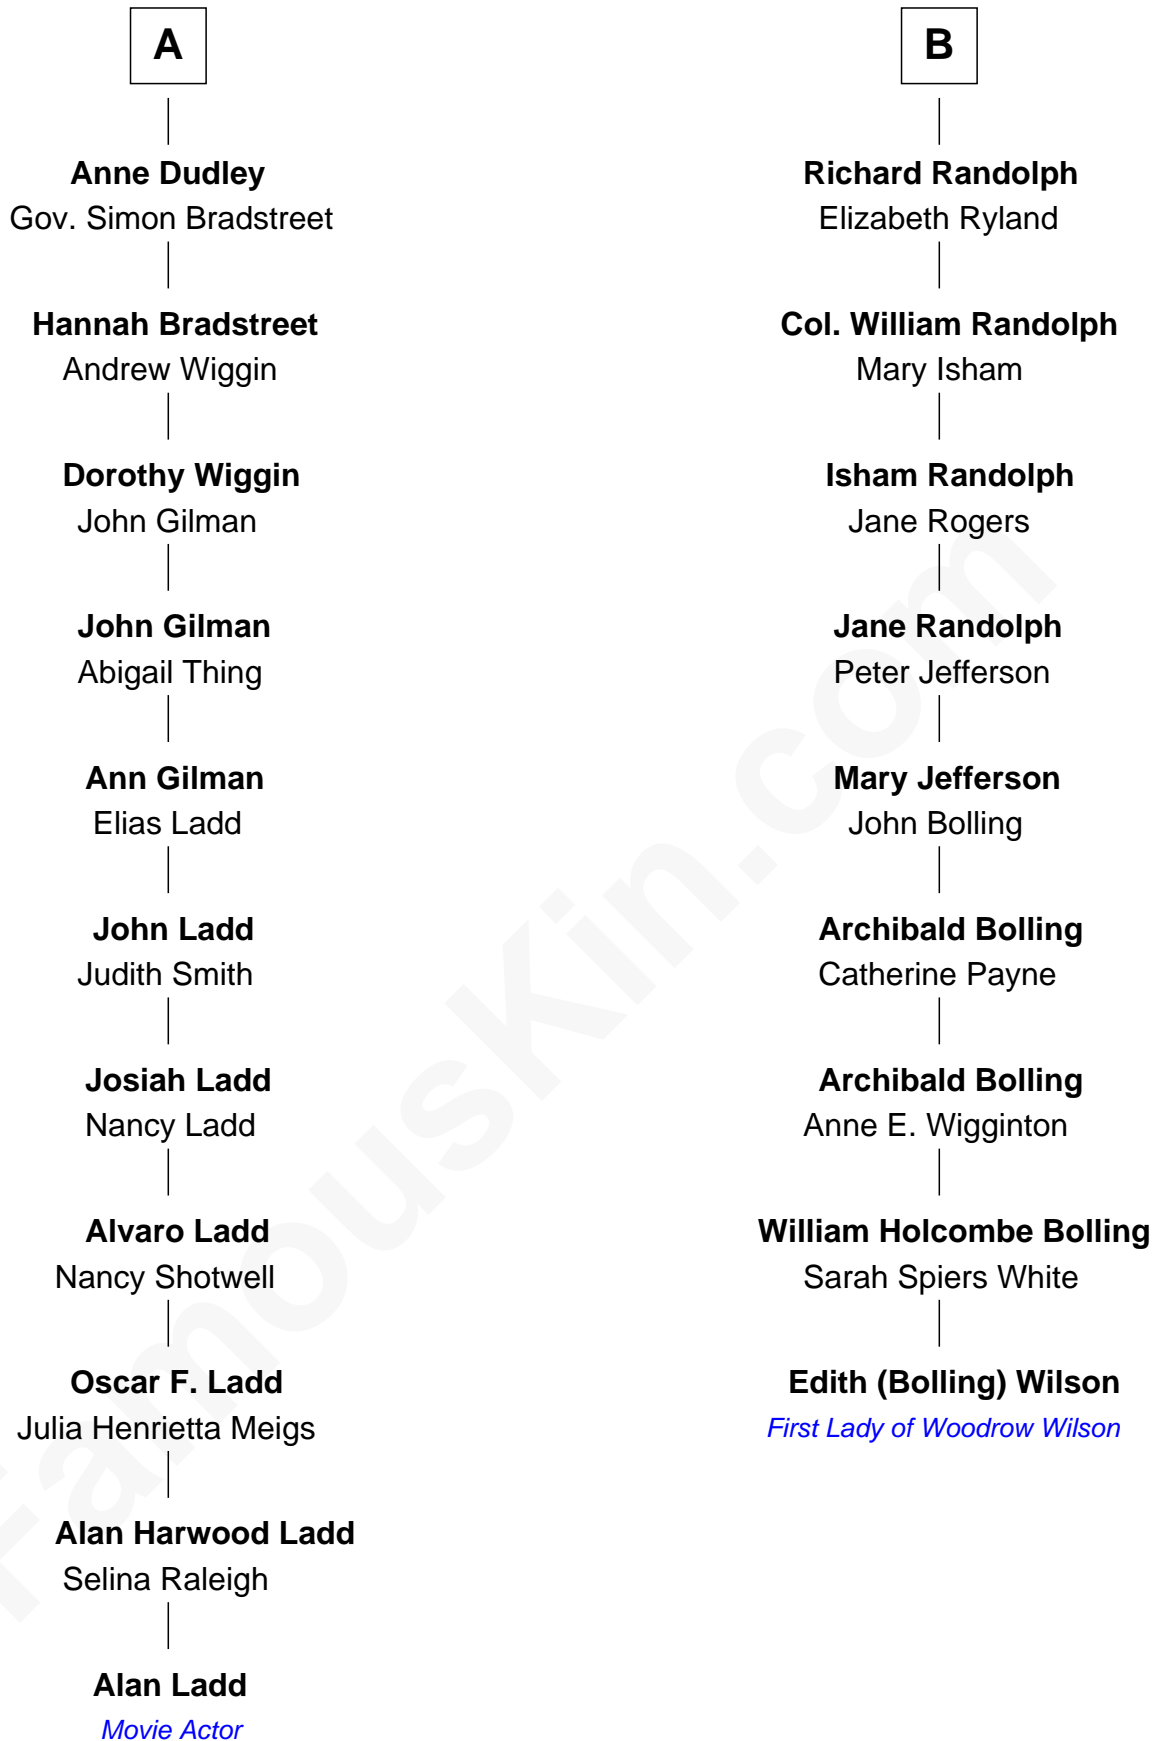 A
Anne Dudley
Gov. Simon Bradstreet
Hannah Bradstreet
Andrew Wiggin
Dorothy Wiggin
John Gilman
John Gilman
Abigail Thing
Ann Gilman
Elias Ladd
John Ladd
Judith Smith
Josiah Ladd
Nancy Ladd
Alvaro Ladd
Nancy Shotwell
Oscar F. Ladd
Julia Henrietta Meigs
Alan Harwood Ladd
Selina Raleigh
Alan Ladd
Movie Actor
B
Richard Randolph
Elizabeth Ryland
Col. William Randolph
Mary Isham
Isham Randolph
Jane Rogers
Jane Randolph
Peter Jefferson
Mary Jefferson
John Bolling
Archibald Bolling
Catherine Payne
Archibald Bolling
Anne E. Wigginton
William Holcombe Bolling
Sarah Spiers White
Edith (Bolling) Wilson
First Lady of Woodrow Wilson
FamousKin.com